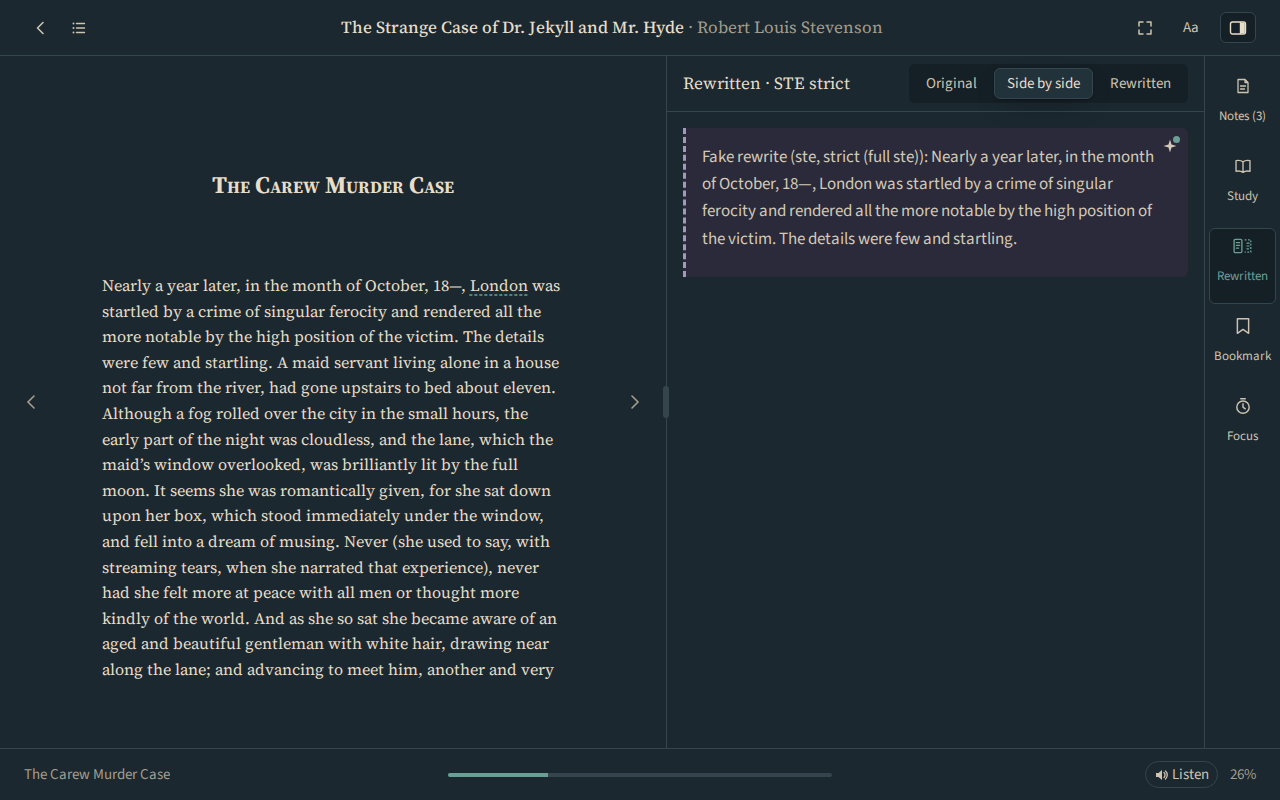 The Strange Case of Dr. Jekyll and Mr. Hyde · Robert Louis Stevenson
Aa
The Carew Murder Case
Nearly a year later, in the month of October, 18—, London was
startled by a crime of singular ferocity and rendered all the
more notable by the high position of the victim. The details
were few and startling. A maid servant living alone in a house
not far from the river, had gone upstairs to bed about eleven.
Although a fog rolled over the city in the small hours, the
early part of the night was cloudless, and the lane, which the
maid’s window overlooked, was brilliantly lit by the full
moon. It seems she was romantically given, for she sat down
upon her box, which stood immediately under the window,
and fell into a dream of musing. Never (she used to say, with
streaming tears, when she narrated that experience), never
had she felt more at peace with all men or thought more
kindly of the world. And as she so sat she became aware of an
aged and beautiful gentleman with white hair, drawing near
along the lane; and advancing to meet him, another and very
Rewritten · STE strict
Original
Side by side
Rewritten
Fake rewrite (ste, strict (full ste)): Nearly a year later, in the month
of October, 18—, London was startled by a crime of singular
ferocity and rendered all the more notable by the high position of
the victim. The details were few and startling.
Notes (3)
Study
Rewritten
Bookmark
Focus
The Carew Murder Case
Listen
26%